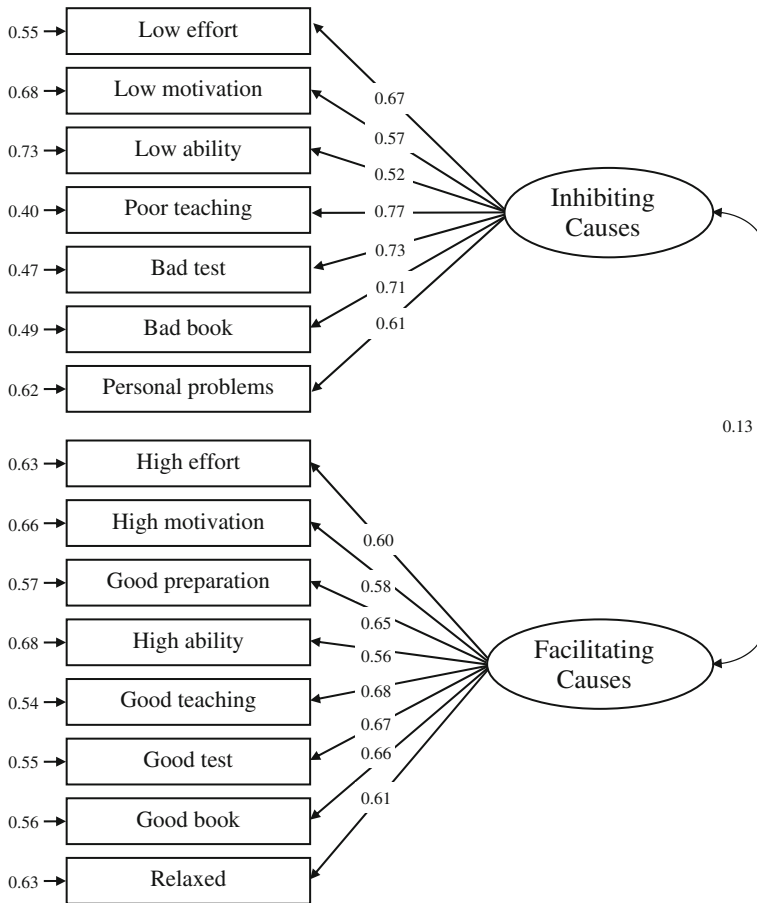 0.55 Low effort
0.67
0.68 Low motivation
0.57
0.73 Low ability
0.52
0.40 Poor teaching
0.77
Inhibiting
Causes
0.47 Bad test
0.73
0.71
0.49 Bad book
0.61
0.62 Personal problems
0.13
0.63 High effort
0.66 High motivation
0.60
0.57 Good preparation
0.58
0.65
0.68 High ability
0.56
Facilitating
Causes
0.54 Good teaching
0.68
0.67
0.55 Good test
0.66
0.61
0.56 Good book
0.63 Relaxed